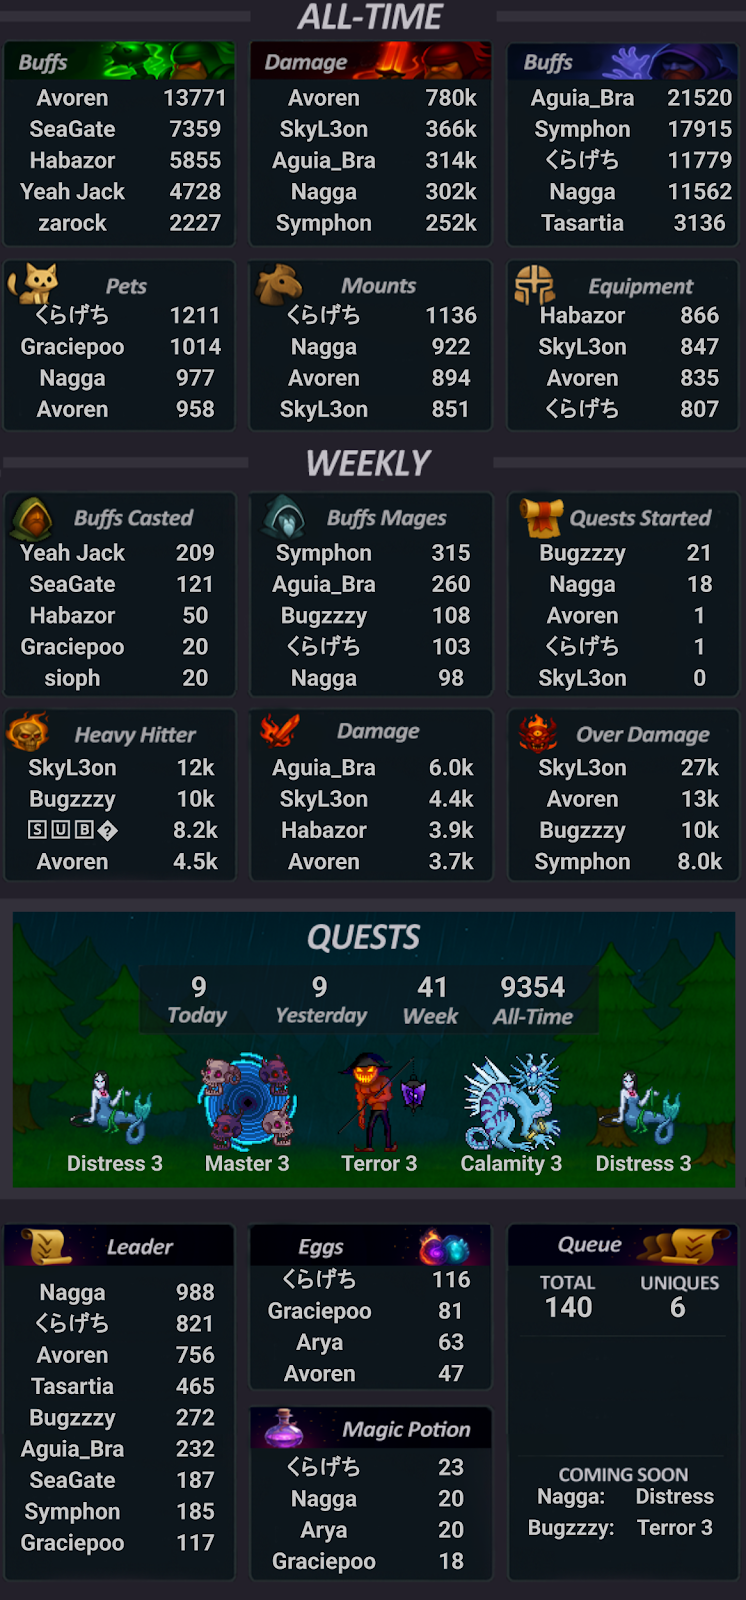 ALL-TIME
Buffs
Avoren 13771
SeaGate 7359
Habazor 5855
Yeah Jack 4728
zarock 2227
Damage
Avoren 780k
SkyL3on 366k
Aguia_Bra 314k
Nagga 302k
Symphon 252k
Buffs
Aguia_Bra 21520
Symphon 17915
くらげち 11779
Nagga 11562
Tasartia 3136
Pets
くらげち 1211
Graciepoo 1014
Nagga 977
Avoren 958
Mounts
くらげち 1136
Nagga 922
Avoren 894
SkyL3on 851
Equipment
Habazor 866
SkyL3on 847
Avoren 835
くらげち 807
WEEKLY
Buffs Casted
Yeah Jack 209
SeaGate 121
Habazor 50
Graciepoo 20
sioph 20
Buffs Mages
Symphon 315
Aguia_Bra 260
Bugzzzy 108
くらげち 103
Nagga 98
Quests Started
Bugzzzy 21
Nagga 18
Avoren 1
くらげち 1
SkyL3on 0
Heavy Hitter
SkyL3on 12k
Bugzzzy 10k
🅂🅄🄱� 8.2k
Avoren 4.5k
Damage
Aguia_Bra 6.0k
SkyL3on 4.4k
Habazor 3.9k
Avoren 3.7k
Over Damage
SkyL3on 27k
Avoren 13k
Bugzzzy 10k
Symphon 8.0k
QUESTS
9 9 41 9354
Today Yesterday Week All-Time
Distress 3 Master 3 Terror 3 Calamity 3 Distress 3
Leader
Nagga 988
くらげち 821
Avoren 756
Tasartia 465
Bugzzzy 272
Aguia_Bra 232
SeaGate 187
Symphon 185
Graciepoo 117
Eggs
くらげち 116
Graciepoo 81
Arya 63
Avoren 47
Magic Potion
くらげち 23
Nagga 20
Arya 20
Graciepoo 18
Queue
TOTAL UNIQUES
140 6
COMING SOON
Nagga: Distress
Bugzzzy: Terror 3